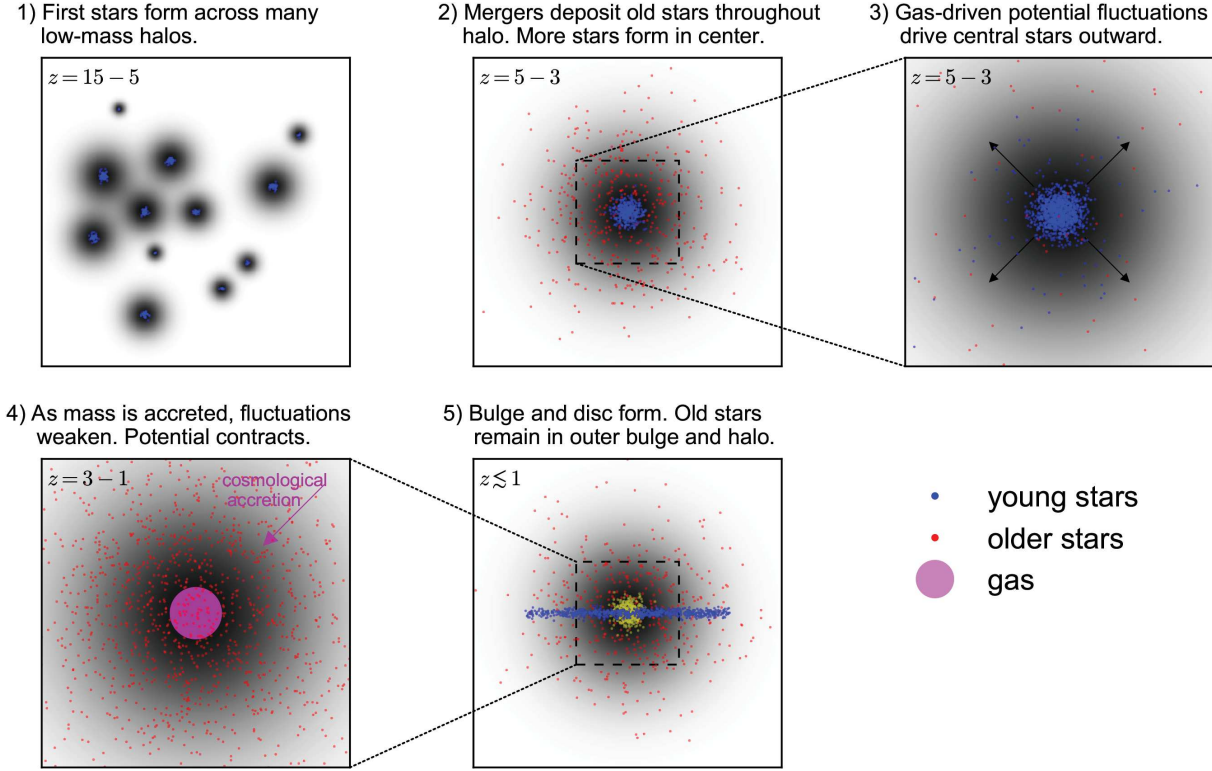 1) First stars form across many
low-mass halos.
z = 15 − 5
2) Mergers deposit old stars throughout
halo. More stars form in center.
z = 5 − 3
3) Gas-driven potential fluctuations
drive central stars outward.
z = 5 − 3
4) As mass is accreted, fluctuations
weaken. Potential contracts.
z = 3 − 1
cosmological
accretion
5) Bulge and disc form. Old stars
remain in outer bulge and halo.
z ≲ 1
young stars
older stars
gas